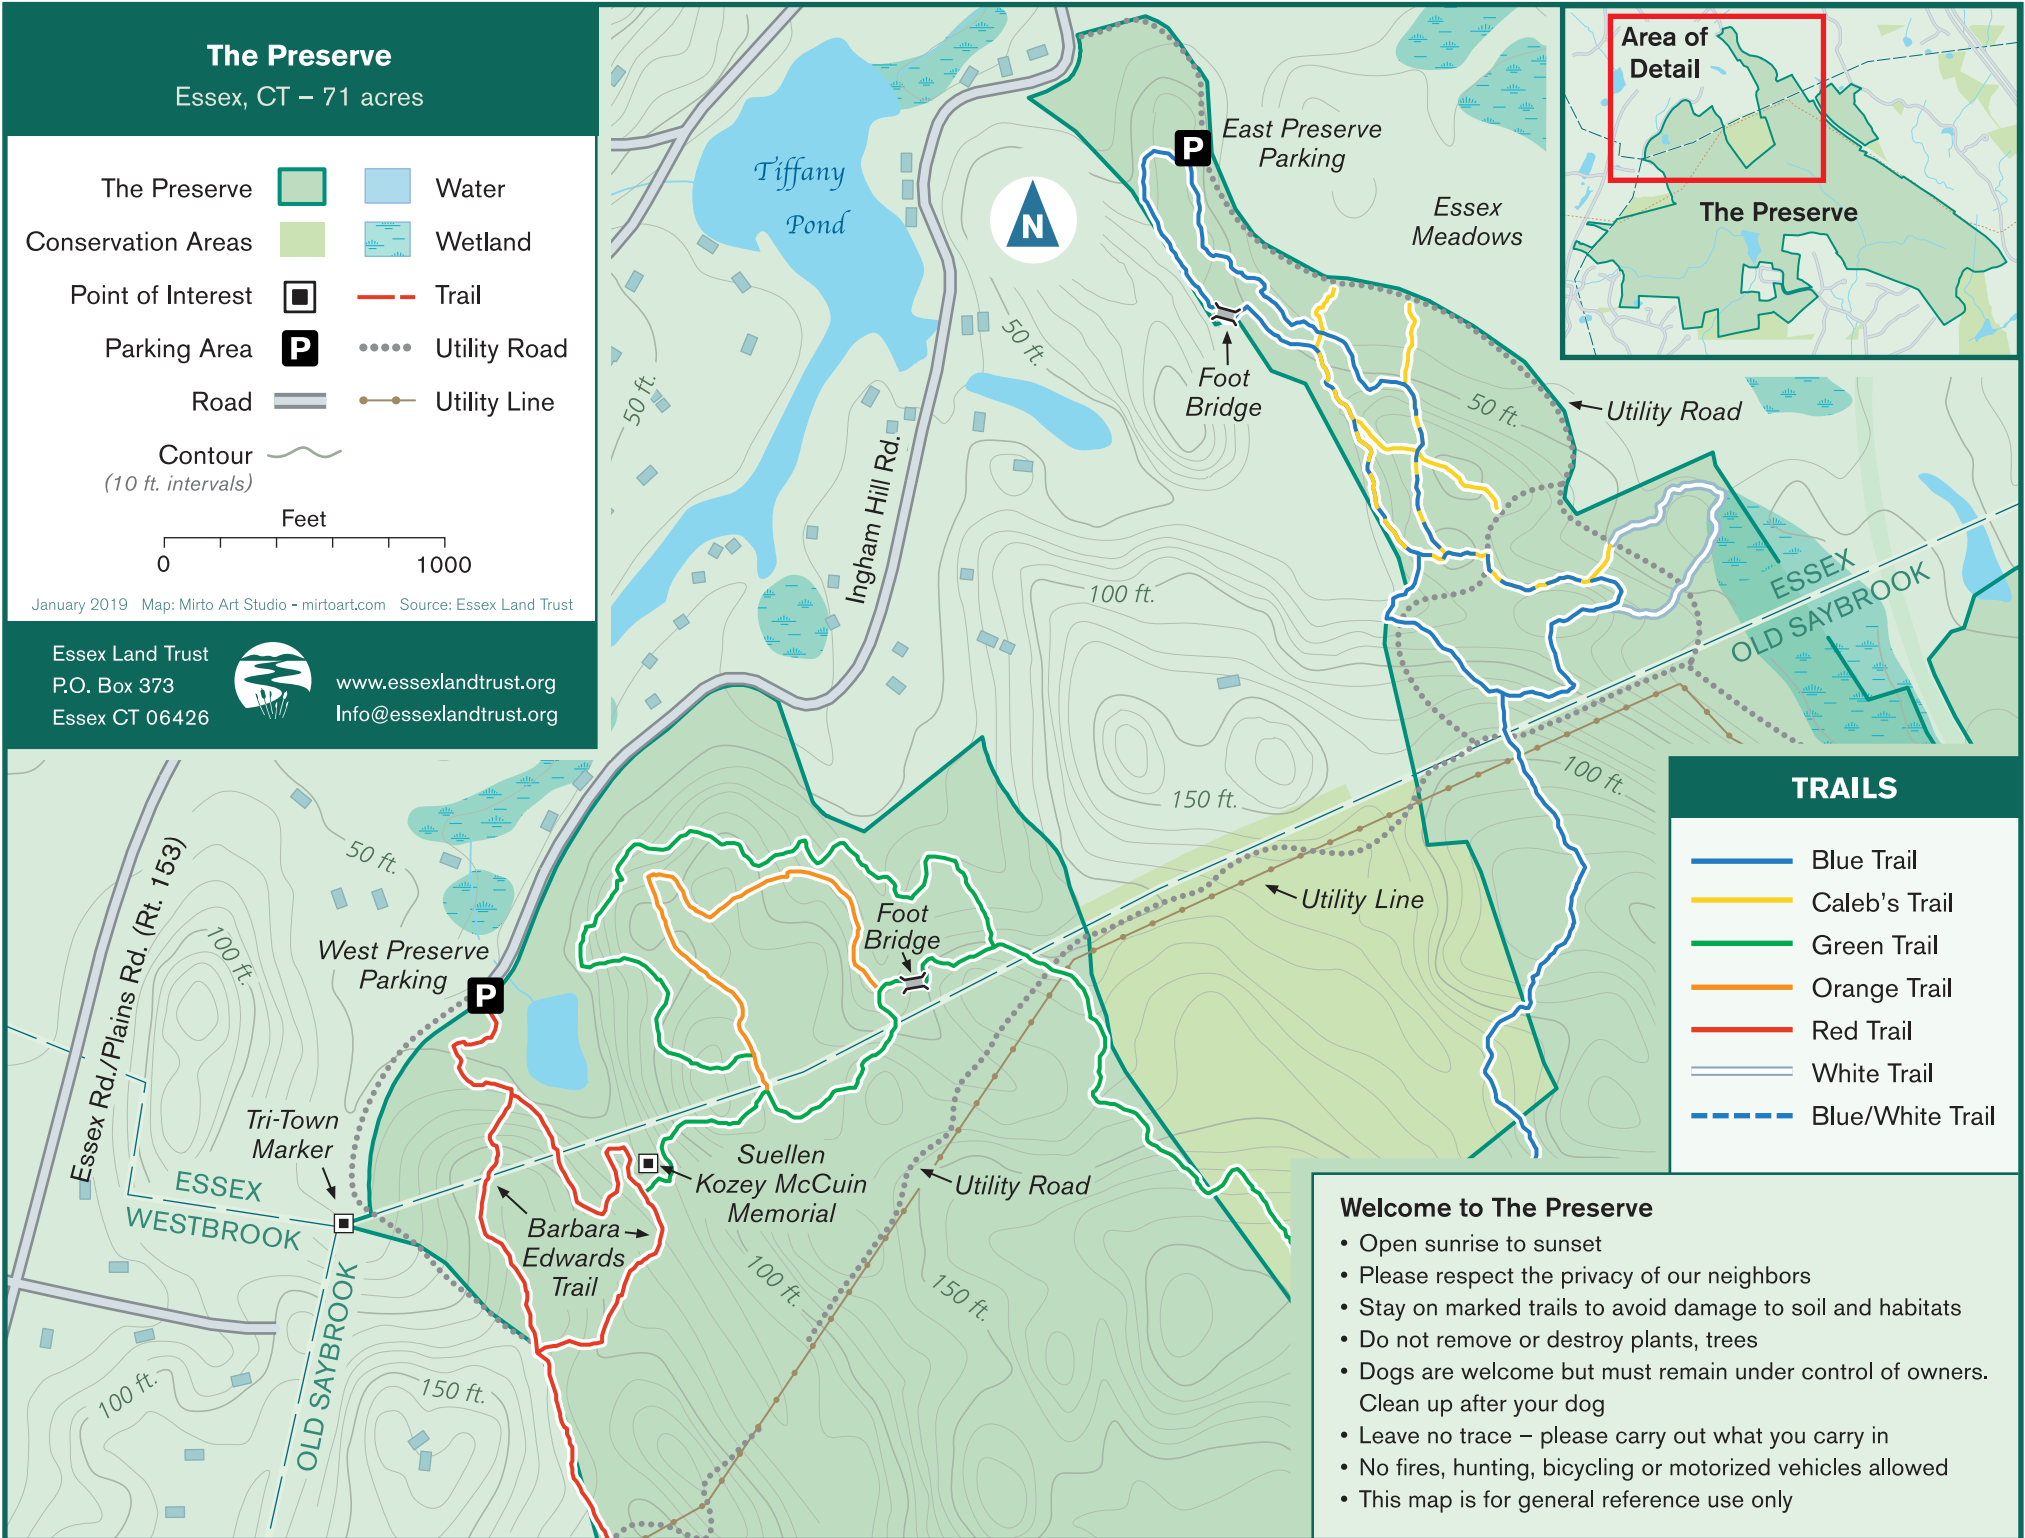 The Preserve
Essex, CT – 71 acres
The Preserve
Water
Conservation Areas
Wetland
Point of Interest
Trail
Parking Area
P
Utility Road
Road
Utility Line
Contour
(10 ft. intervals)
Feet
0
1000
January 2019 Map: Mirto Art Studio - mirtoart.com Source: Essex Land Trust
Essex Land Trust
P.O. Box 373
Essex CT 06426
www.essexlandtrust.org
Info@essexlandtrust.org
Tiffany
Pond
N
P
East Preserve
Parking
Essex
Meadows
Area of
Detail
The Preserve
50 ft.
50 ft.
Foot
Bridge
50 ft.
Utility Road
Ingham Hill Rd.
100 ft.
ESSEX
OLD SAYBROOK
150 ft.
100 ft.
Utility Line
50 ft.
100 ft.
Essex Rd./Plains Rd. (Rt. 153)
West Preserve
Parking
P
Foot
Bridge
Tri-Town
Marker
ESSEX
WESTBROOK
OLD SAYBROOK
Suellen
Kozey McCuin
Memorial
Utility Road
Barbara
Edwards
Trail
100 ft.
150 ft.
100 ft.
150 ft.
TRAILS
Blue Trail
Caleb's Trail
Green Trail
Orange Trail
Red Trail
White Trail
Blue/White Trail
Welcome to The Preserve
• Open sunrise to sunset
• Please respect the privacy of our neighbors
• Stay on marked trails to avoid damage to soil and habitats
• Do not remove or destroy plants, trees
• Dogs are welcome but must remain under control of owners.
Clean up after your dog
• Leave no trace – please carry out what you carry in
• No fires, hunting, bicycling or motorized vehicles allowed
• This map is for general reference use only